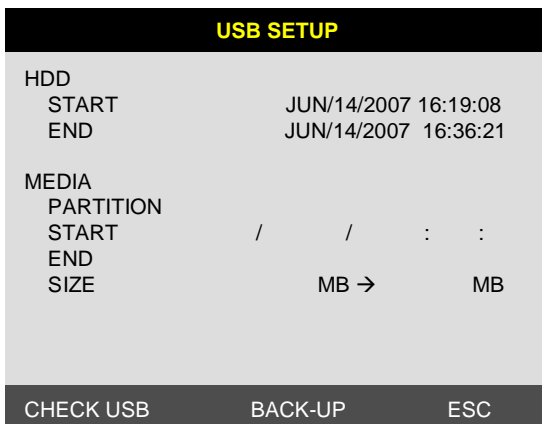 USB SETUP
HDD
START JUN/14/2007 16:19:08
END JUN/14/2007 16:36:21
MEDIA
PARTITION
START / / : :
END
SIZE MB → MB
CHECK USB BACK-UP ESC